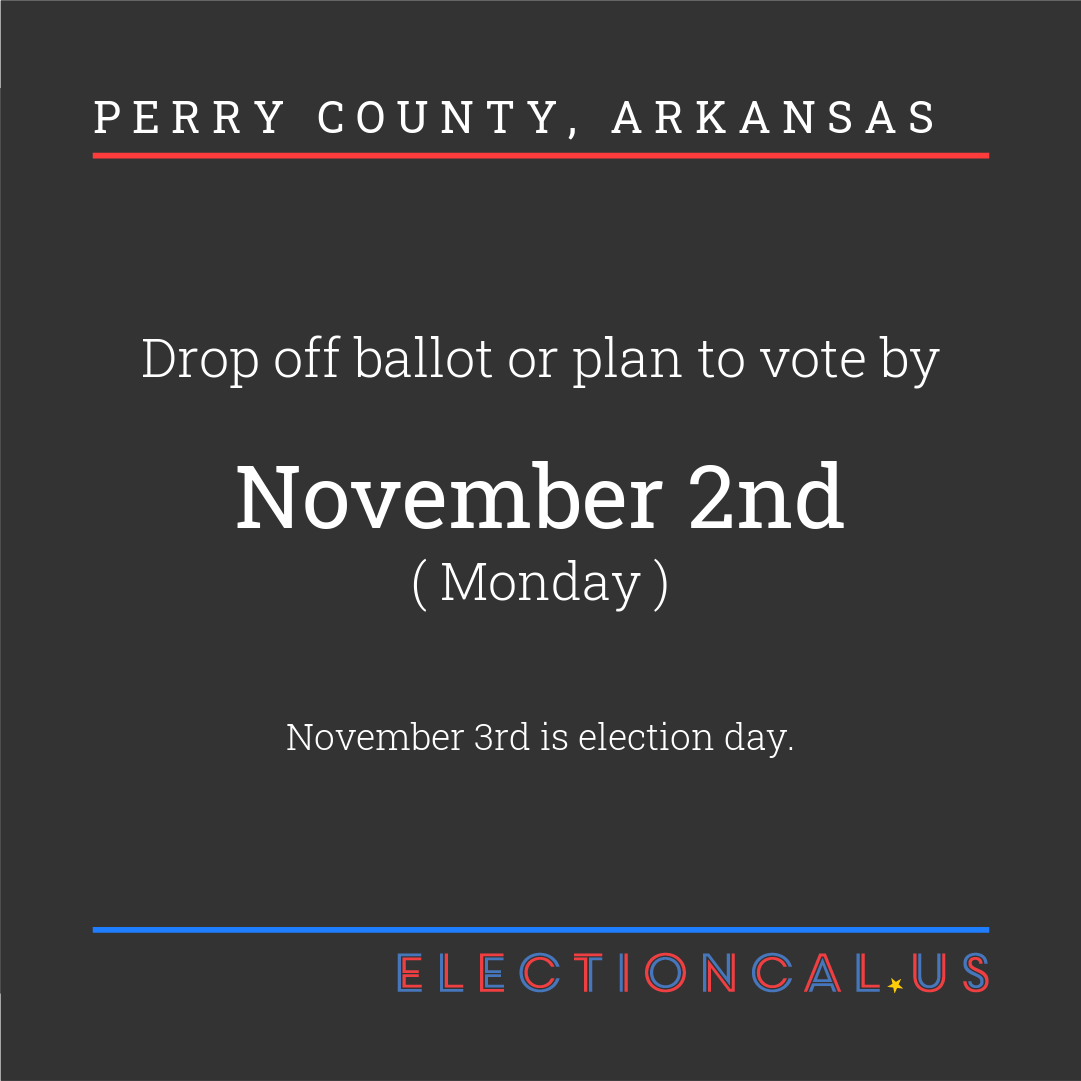 PERRY COUNTY, ARKANSAS
Drop off ballot or plan to vote by
November 2nd
( Monday )
November 3rd is election day.
ELECTIONCAL.US